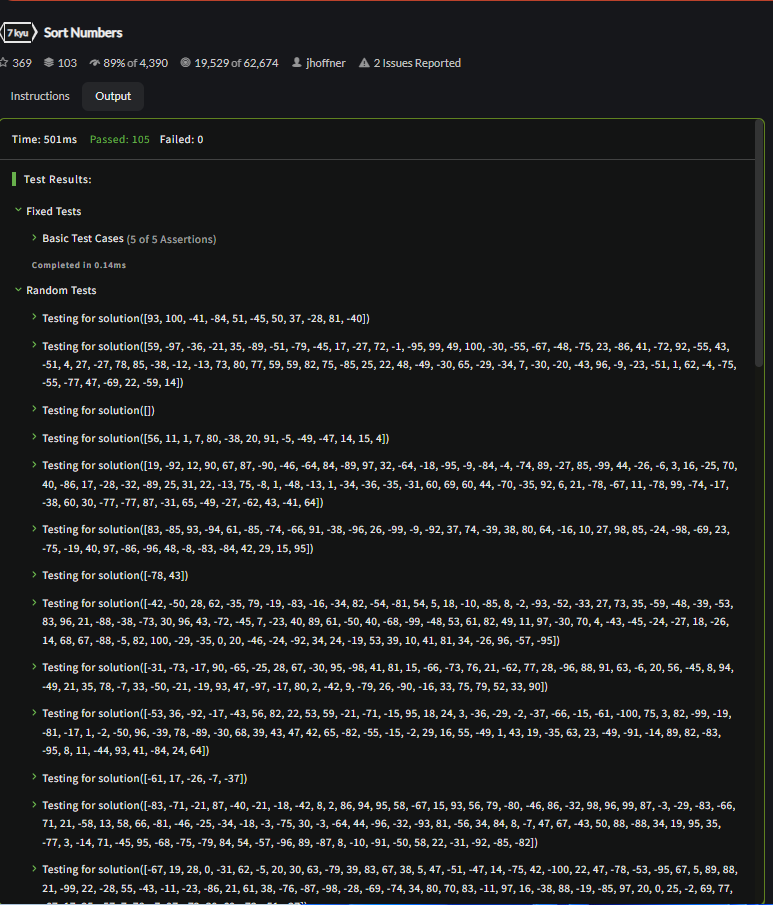 7 kyu Sort Numbers
369 103 89% of 4,390 19,529 of 62,674 jhoffner 2 Issues Reported
Instructions Output
Time: 501ms Passed: 105 Failed: 0
Test Results:
Fixed Tests
Basic Test Cases (5 of 5 Assertions)
Completed in 0.14ms
Random Tests
Testing for solution([93, 100, -41, -84, 51, -45, 50, 37, -28, 81, -40])
Testing for solution([59, -97, -36, -21, 35, -89, -51, -79, -45, 17, -27, 72, -1, -95, 99, 49, 100, -30, -55, -67, -48, -75, 23, -86, 41, -72, 92, -55, 43,
-51, 4, 27, -27, 78, 85, -38, -12, -13, 73, 80, 77, 59, 59, 82, 75, -85, 25, 22, 48, -49, -30, 65, -29, -34, 7, -30, -20, -43, 96, -9, -23, -51, 1, 62, -4, -75,
-55, -77, 47, -69, 22, -59, 14])
Testing for solution([])
Testing for solution([56, 11, 1, 7, 80, -38, 20, 91, -5, -49, -47, 14, 15, 4])
Testing for solution([19, -92, 12, 90, 67, 87, -90, -46, -64, 84, -89, 97, 32, -64, -18, -95, -9, -84, -4, -74, 89, -27, 85, -99, 44, -26, -6, 3, 16, -25, 70,
40, -86, 17, -28, -32, -89, 25, 31, 22, -13, 75, -8, 1, -48, -13, 1, -34, -36, -35, -31, 60, 69, 60, 44, -70, -35, 92, 6, 21, -78, -67, 11, -78, 99, -74, -17,
-38, 60, 30, -77, -77, 87, -31, 65, -49, -27, -62, 43, -41, 64])
Testing for solution([83, -85, 93, -94, 61, -85, -74, -66, 91, -38, -96, 26, -99, -9, -92, 37, 74, -39, 38, 80, 64, -16, 10, 27, 98, 85, -24, -98, -69, 23,
-75, -19, 40, 97, -86, -96, 48, -8, -83, -84, 42, 29, 15, 95])
Testing for solution([-78, 43])
Testing for solution([-42, -50, 28, 62, -35, 79, -19, -83, -16, -34, 82, -54, -81, 54, 5, 18, -10, -85, 8, -2, -93, -52, -33, 27, 73, 35, -59, -48, -39, -53,
83, 96, 21, -88, -38, -73, 30, 96, 43, -72, -45, 7, -23, 40, 89, 61, -50, 40, -68, -99, -48, 53, 61, 82, 49, 11, 97, -30, 70, 4, -43, -45, -24, -27, 18, -26,
14, 68, 67, -88, -5, 82, 100, -29, -35, 0, 20, -46, -24, -92, 34, 24, -19, 53, 39, 10, 41, 81, 34, -26, 96, -57, -95])
Testing for solution([-31, -73, -17, 90, -65, -25, 28, 67, -30, 95, -98, 41, 81, 15, -66, -73, 76, 21, -62, 77, 28, -96, 88, 91, 63, -6, 20, 56, -45, 8, 94,
-49, 21, 35, 78, -7, 33, -50, -21, -19, 93, 47, -97, -17, 80, 2, -42, 9, -79, 26, -90, -16, 33, 75, 79, 52, 33, 90])
Testing for solution([-53, 36, -92, -17, -43, 56, 82, 22, 53, 59, -21, -71, -15, 95, 18, 24, 3, -36, -29, -2, -37, -66, -15, -61, -100, 75, 3, 82, -99, -19,
-81, -17, 1, -2, -50, 96, -39, 78, -89, -30, 68, 39, 43, 47, 42, 65, -82, -55, -15, -2, 29, 16, 55, -49, 1, 43, 19, -35, 63, 23, -49, -91, -14, 89, 82, -83,
-95, 8, 11, -44, 93, 41, -84, 24, 64])
Testing for solution([-61, 17, -26, -7, -37])
Testing for solution([-83, -71, -21, 87, -40, -21, -18, -42, 8, 2, 86, 94, 95, 58, -67, 15, 93, 56, 79, -80, -46, 86, -32, 98, 96, 99, 87, -3, -29, -83, -66,
71, 21, -58, 13, 58, 66, -81, -46, -25, -34, -18, -3, -75, 30, -3, -64, 44, -96, -32, -93, 81, -56, 34, 84, 8, -7, 47, 67, -43, 50, 88, -88, 34, 19, 95, 35,
-77, 3, -14, 71, -45, 95, -68, -75, -79, 84, 54, -57, -96, 89, -87, 8, -10, -91, -50, 58, 22, -31, -92, -85, -82])
Testing for solution([-67, 19, 28, 0, -31, 62, -5, 20, 30, 63, -79, 39, 83, 67, 38, 5, 47, -51, -47, 14, -75, 42, -100, 22, 47, -78, -53, -95, 67, 5, 89, 88,
21, -99, 22, -28, 55, -43, -11, -23, -86, 21, 61, 38, -76, -87, -98, -28, -69, -74, 34, 80, 70, 83, -11, 97, 16, -38, 88, -19, -85, 97, 20, 0, 25, -2, 69, 77,